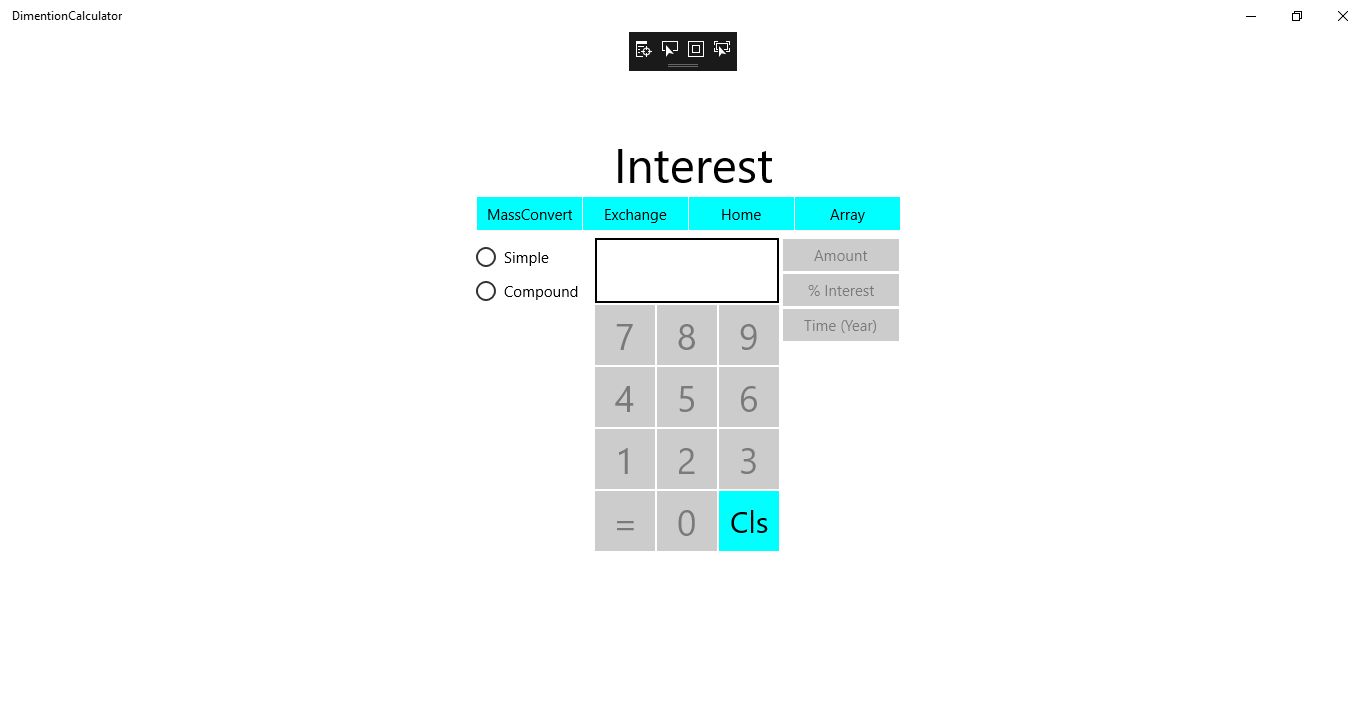 DimentionCalculator
Interest
MassConvert Exchange Home Array
Simple
Compound
Amount
% Interest
Time (Year)
7 8 9
4 5 6
1 2 3
= 0 Cls